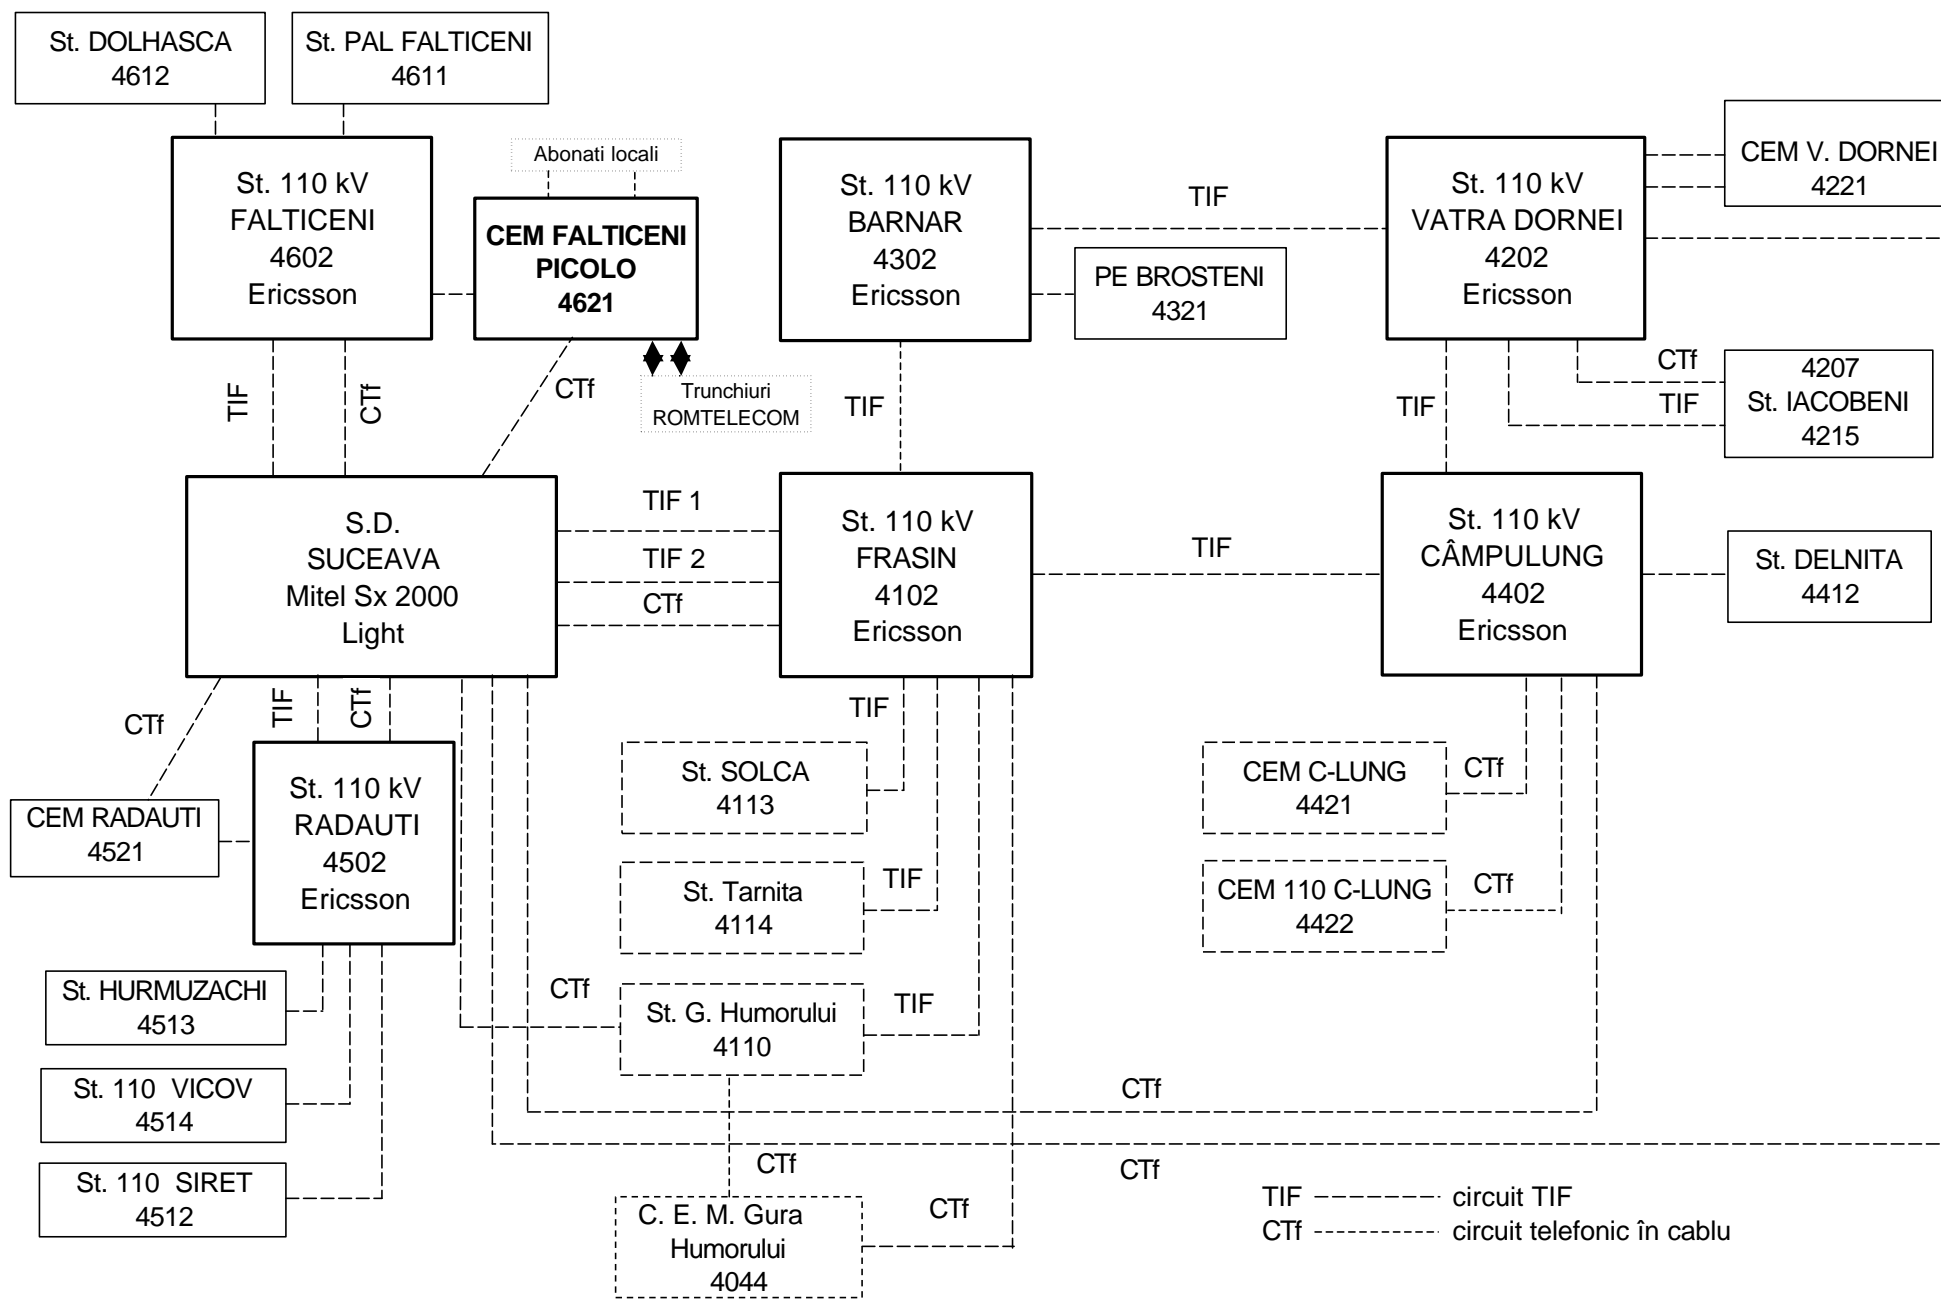 St. DOLHASCA
4612
St. PAL FALTICENI
4611
St. 110 kV
FALTICENI
4602
Ericsson
Abonati locali
CEM FALTICENI
PICOLO
4621
St. 110 kV
BARNAR
4302
Ericsson
TIF
PE BROSTENI
4321
St. 110 kV
VATRA DORNEI
4202
Ericsson
CEM V. DORNEI
4221
TIF
CTf
CTf
Trunchiuri
ROMTELECOM
TIF
TIF
CTf
TIF
4207
St. IACOBENI
4215
S.D.
SUCEAVA
Mitel Sx 2000
Light
TIF 1
TIF 2
CTf
St. 110 kV
FRASIN
4102
Ericsson
TIF
St. 110 kV
CÂMPULUNG
4402
Ericsson
St. DELNITA
4412
CTf
TIF
CTf
St. 110 kV
RADAUTI
4502
Ericsson
CEM RADAUTI
4521
TIF
St. SOLCA
4113
St. Tarnita
4114
TIF
CTf
St. G. Humorului
4110
TIF
CEM C-LUNG
4421
CTf
CEM 110 C-LUNG
4422
CTf
St. HURMUZACHI
4513
St. 110 VICOV
4514
St. 110 SIRET
4512
CTf
CTf
CTf
C. E. M. Gura
Humorului
4044
CTf
TIF circuit TIF
CTf circuit telefonic în cablu